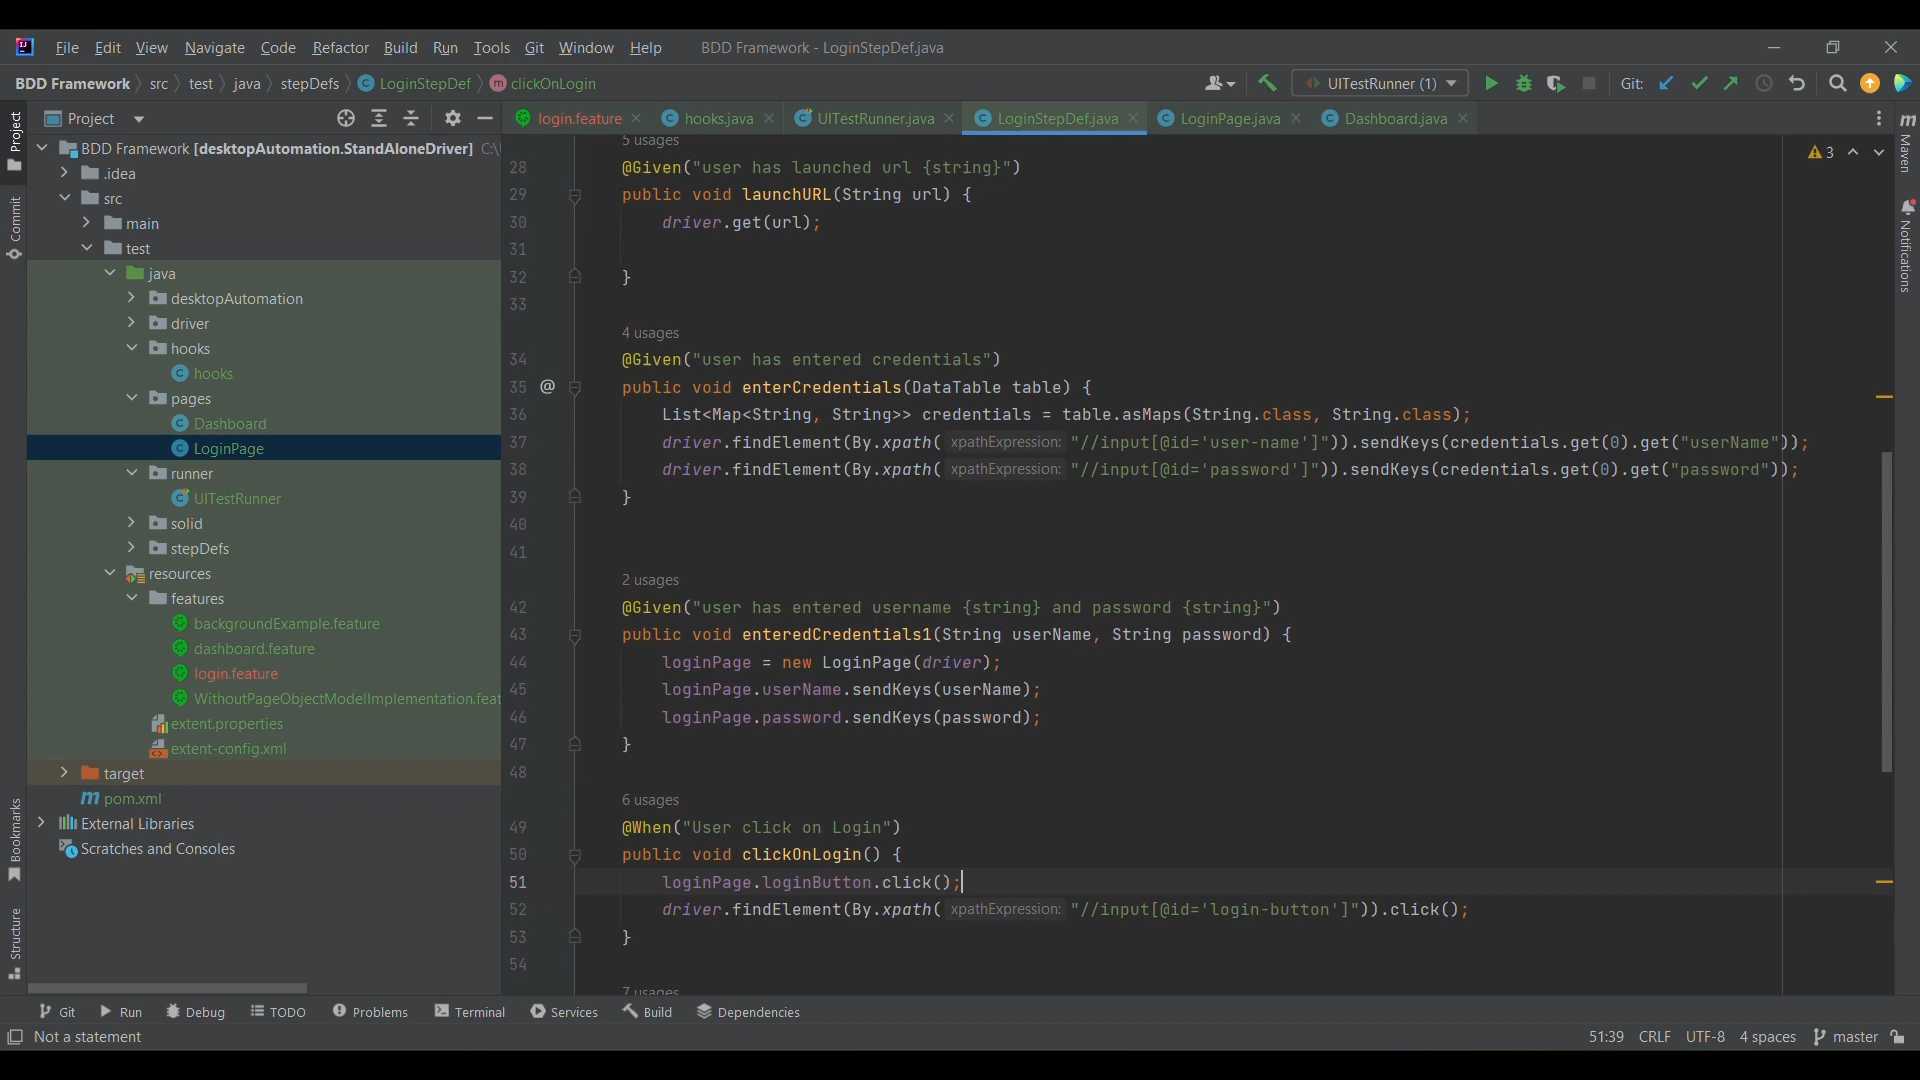 File Edit View Navigate Code Refactor Build Run Tools Git Window Help BDD Framework - LoginStepDef.java
BDD Framework src test java stepDefs LoginStepDef clickOnLogin UITestRunner (1) Git:
Project login.feature hooks.java UITestRunner.java LoginStepDef.java LoginPage.java Dashboard.java
Project
Commit
Bookmarks
Structure
BDD Framework [desktopAutomation.StandAloneDriver] C:\
.idea
src
main
test
java
desktopAutomation
driver
hooks
hooks
pages
Dashboard
LoginPage
runner
UITestRunner
solid
stepDefs
resources
features
backgroundExample.feature
dashboard.feature
login.feature
WithoutPageObjectModelImplementation.feat
extent.properties
extent-config.xml
target
pom.xml
External Libraries
Scratches and Consoles
5 usages
28 @Given("user has launched url {string}")
29 public void launchURL(String url) {
30 driver.get(url);
31
32 }
33
4 usages
34 @Given("user has entered credentials")
35 @ public void enterCredentials(DataTable table) {
36 List<Map<String, String>> credentials = table.asMaps(String.class, String.class);
37 driver.findElement(By.xpath( xpathExpression: "//input[@id='user-name']")).sendKeys(credentials.get(0).get("userName"));
38 driver.findElement(By.xpath( xpathExpression: "//input[@id='password']")).sendKeys(credentials.get(0).get("password"));
39 }
40
41
2 usages
42 @Given("user has entered username {string} and password {string}")
43 public void enteredCredentials1(String userName, String password) {
44 loginPage = new LoginPage(driver);
45 loginPage.userName.sendKeys(userName);
46 loginPage.password.sendKeys(password);
47 }
48
6 usages
49 @When("User click on Login")
50 public void clickOnLogin() {
51 loginPage.loginButton.click();
52 driver.findElement(By.xpath( xpathExpression: "//input[@id='login-button']")).click();
53 }
54
7 usages
3
Maven
Notifications
Git Run Debug TODO Problems Terminal Services Build Dependencies
Not a statement 51:39 CRLF UTF-8 4 spaces master